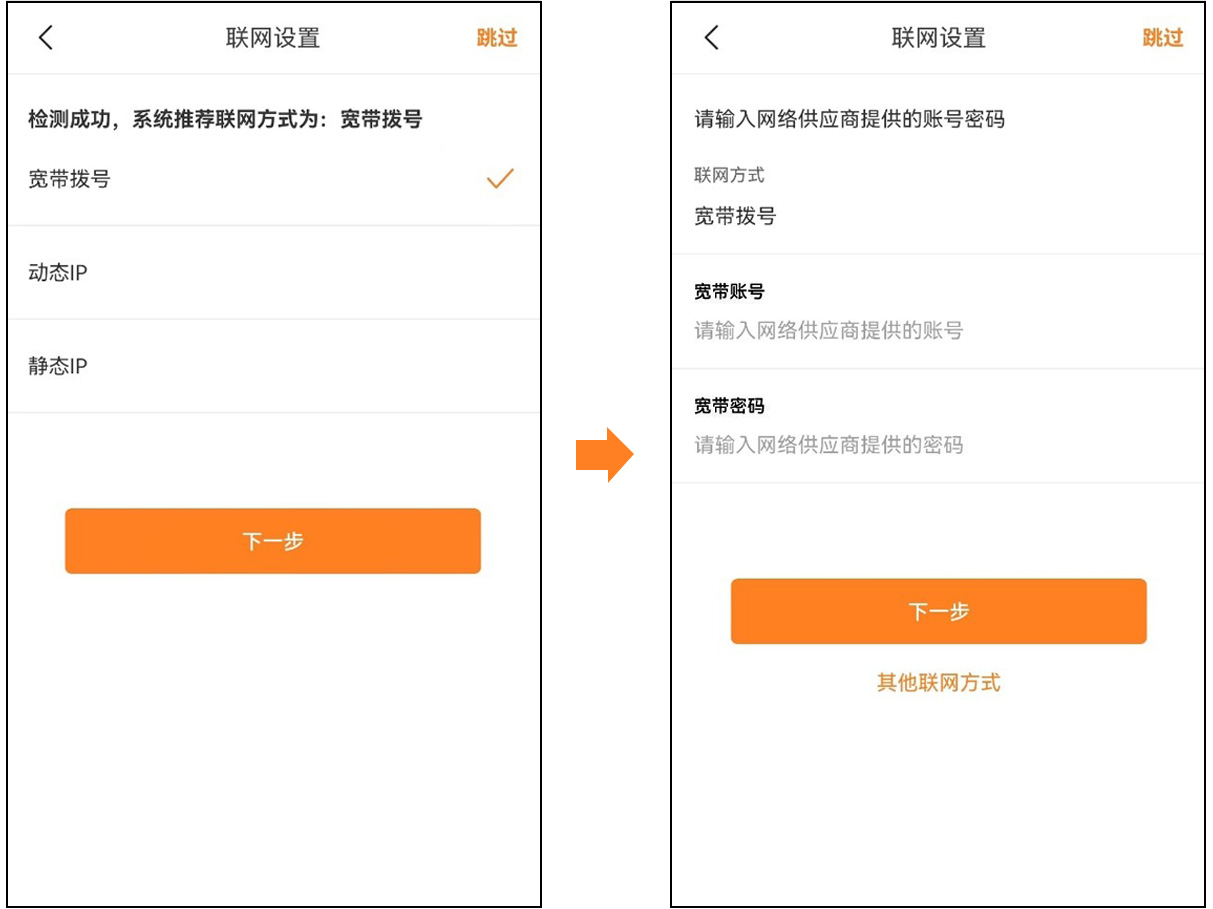 联网设置
跳过
检测成功，系统推荐联网方式为：宽带拨号
宽带拨号
动态IP
静态IP
下一步
联网设置
跳过
请输入网络供应商提供的账号密码
联网方式
宽带拨号
宽带账号
请输入网络供应商提供的账号
宽带密码
请输入网络供应商提供的密码
下一步
其他联网方式